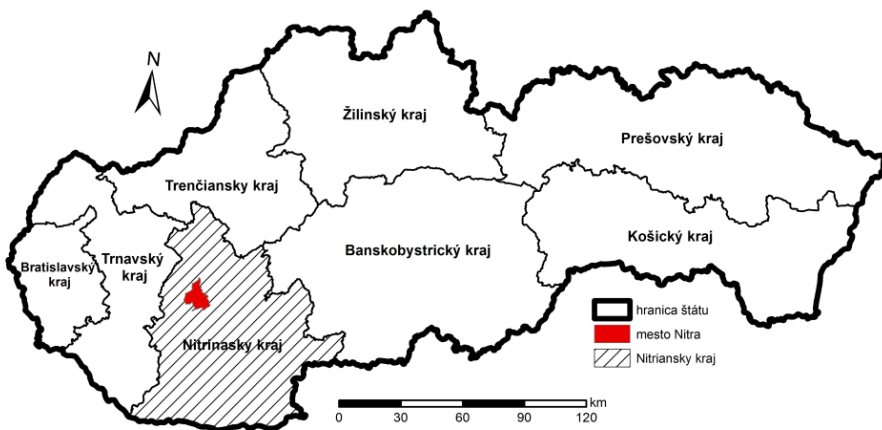 N
Žilinský kraj
Prešovský kraj
Trenčiansky kraj
Bratislavský
kraj
Trnavský
kraj
Banskobystrický kraj
Košický kraj
Nitrinasky kraj
hranica štátu
mesto Nitra
Nitriansky kraj
km
0 30 60 90 120